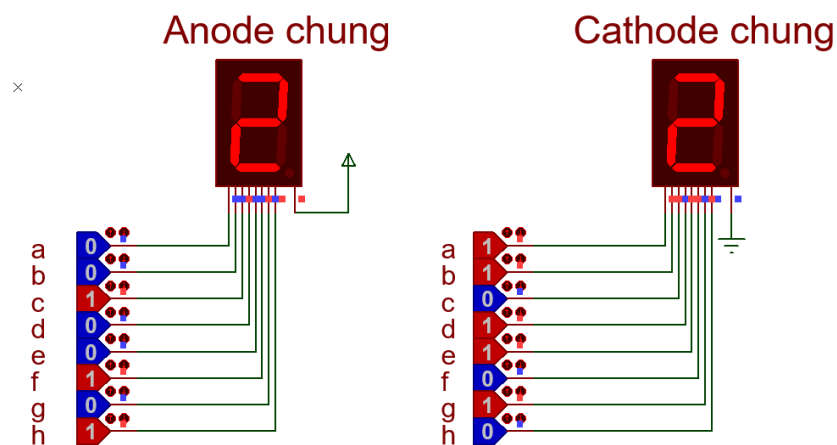 Anode chung
Cathode chung
a 0
b 0
c 1
d 0
e 0
f 1
g 0
h 1
a 1
b 1
c 0
d 1
e 1
f 0
g 1
h 0